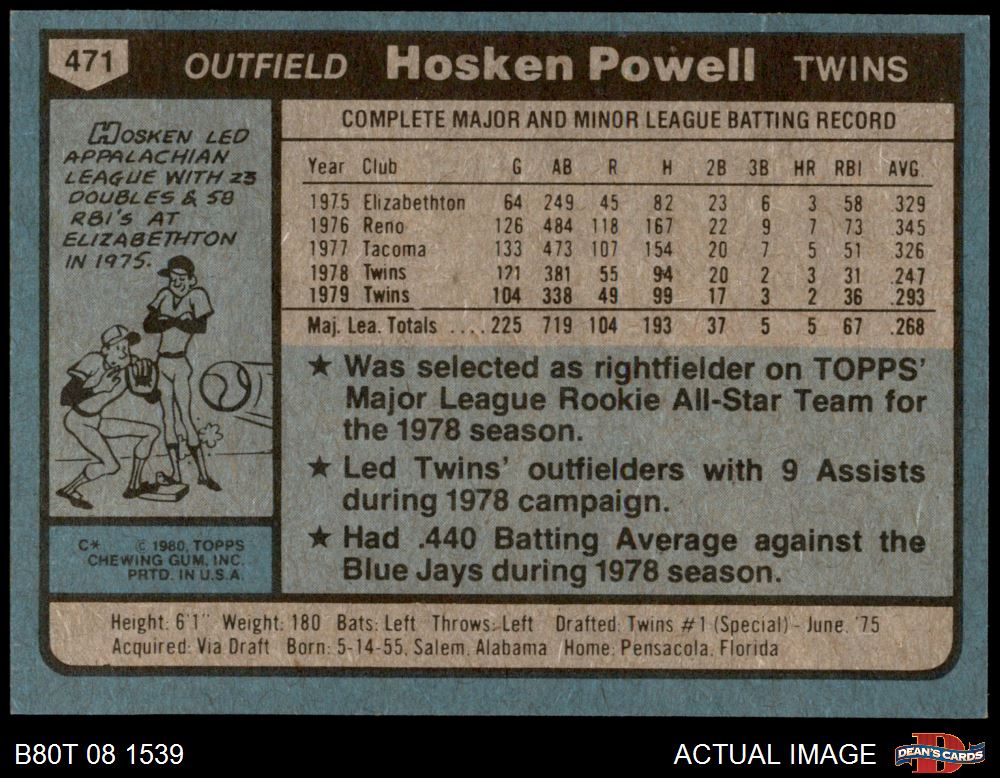 471 OUTFIELD Hosken Powell TWINS
HOSKEN LED
APPALACHIAN
LEAGUE WITH 23
DOUBLES & 58
RBI'S AT
ELIZABETHTON
IN 1975.
C* © 1980, TOPPS
CHEWING GUM, INC.
PRTD. IN U.S.A.
COMPLETE MAJOR AND MINOR LEAGUE BATTING RECORD
Year Club G AB R H 2B 3B HR RBI AVG.
1975 Elizabethton 64 249 45 82 23 6 3 58 .329
1976 Reno 126 484 118 167 22 9 7 73 .345
1977 Tacoma 133 473 107 154 20 7 5 51 .326
1978 Twins 121 381 55 94 20 2 3 31 .247
1979 Twins 104 338 49 99 17 3 2 36 .293
Maj. Lea. Totals .... 225 719 104 193 37 5 5 67 .268
★ Was selected as rightfielder on TOPPS'
Major League Rookie All-Star Team for
the 1978 season.
★ Led Twins' outfielders with 9 Assists
during 1978 campaign.
★ Had .440 Batting Average against the
Blue Jays during 1978 season.
Height: 6'1" Weight: 180 Bats: Left Throws: Left Drafted: Twins #1 (Special) - June, '75
Acquired: Via Draft Born: 5-14-55, Salem, Alabama Home: Pensacola, Florida
B80T 08 1539 ACTUAL IMAGE DEAN'S CARDS